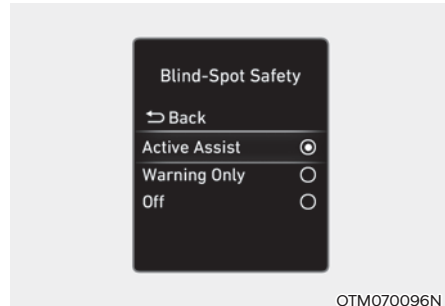 Blind-Spot Safety
⮌ Back
Active Assist
Warning Only
Off
OTM070096N